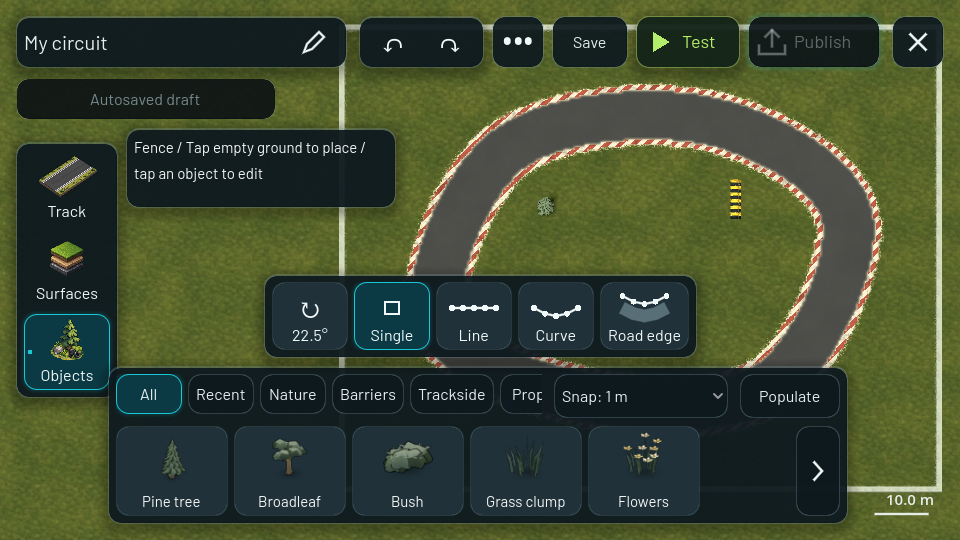 My circuit
Save
Test
Publish
Autosaved draft
Fence / Tap empty ground to place /
tap an object to edit
Track
Surfaces
Objects
22.5°
Single
Line
Curve
Road edge
All
Recent
Nature
Barriers
Trackside
Prop
Snap: 1 m
Populate
Pine tree
Broadleaf
Bush
Grass clump
Flowers
10.0 m